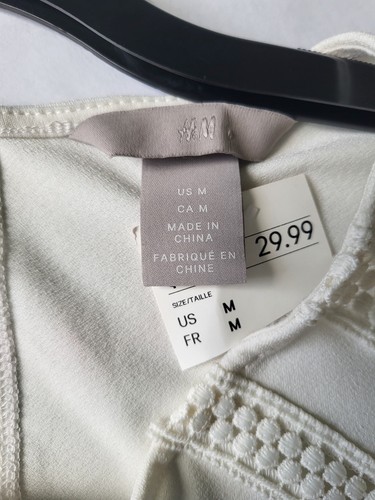 H&M
US M
CA M
MADE IN
CHINA
FABRIQUÉ EN
CHINE
29.99
SIZE/TAILLE
US M
FR M